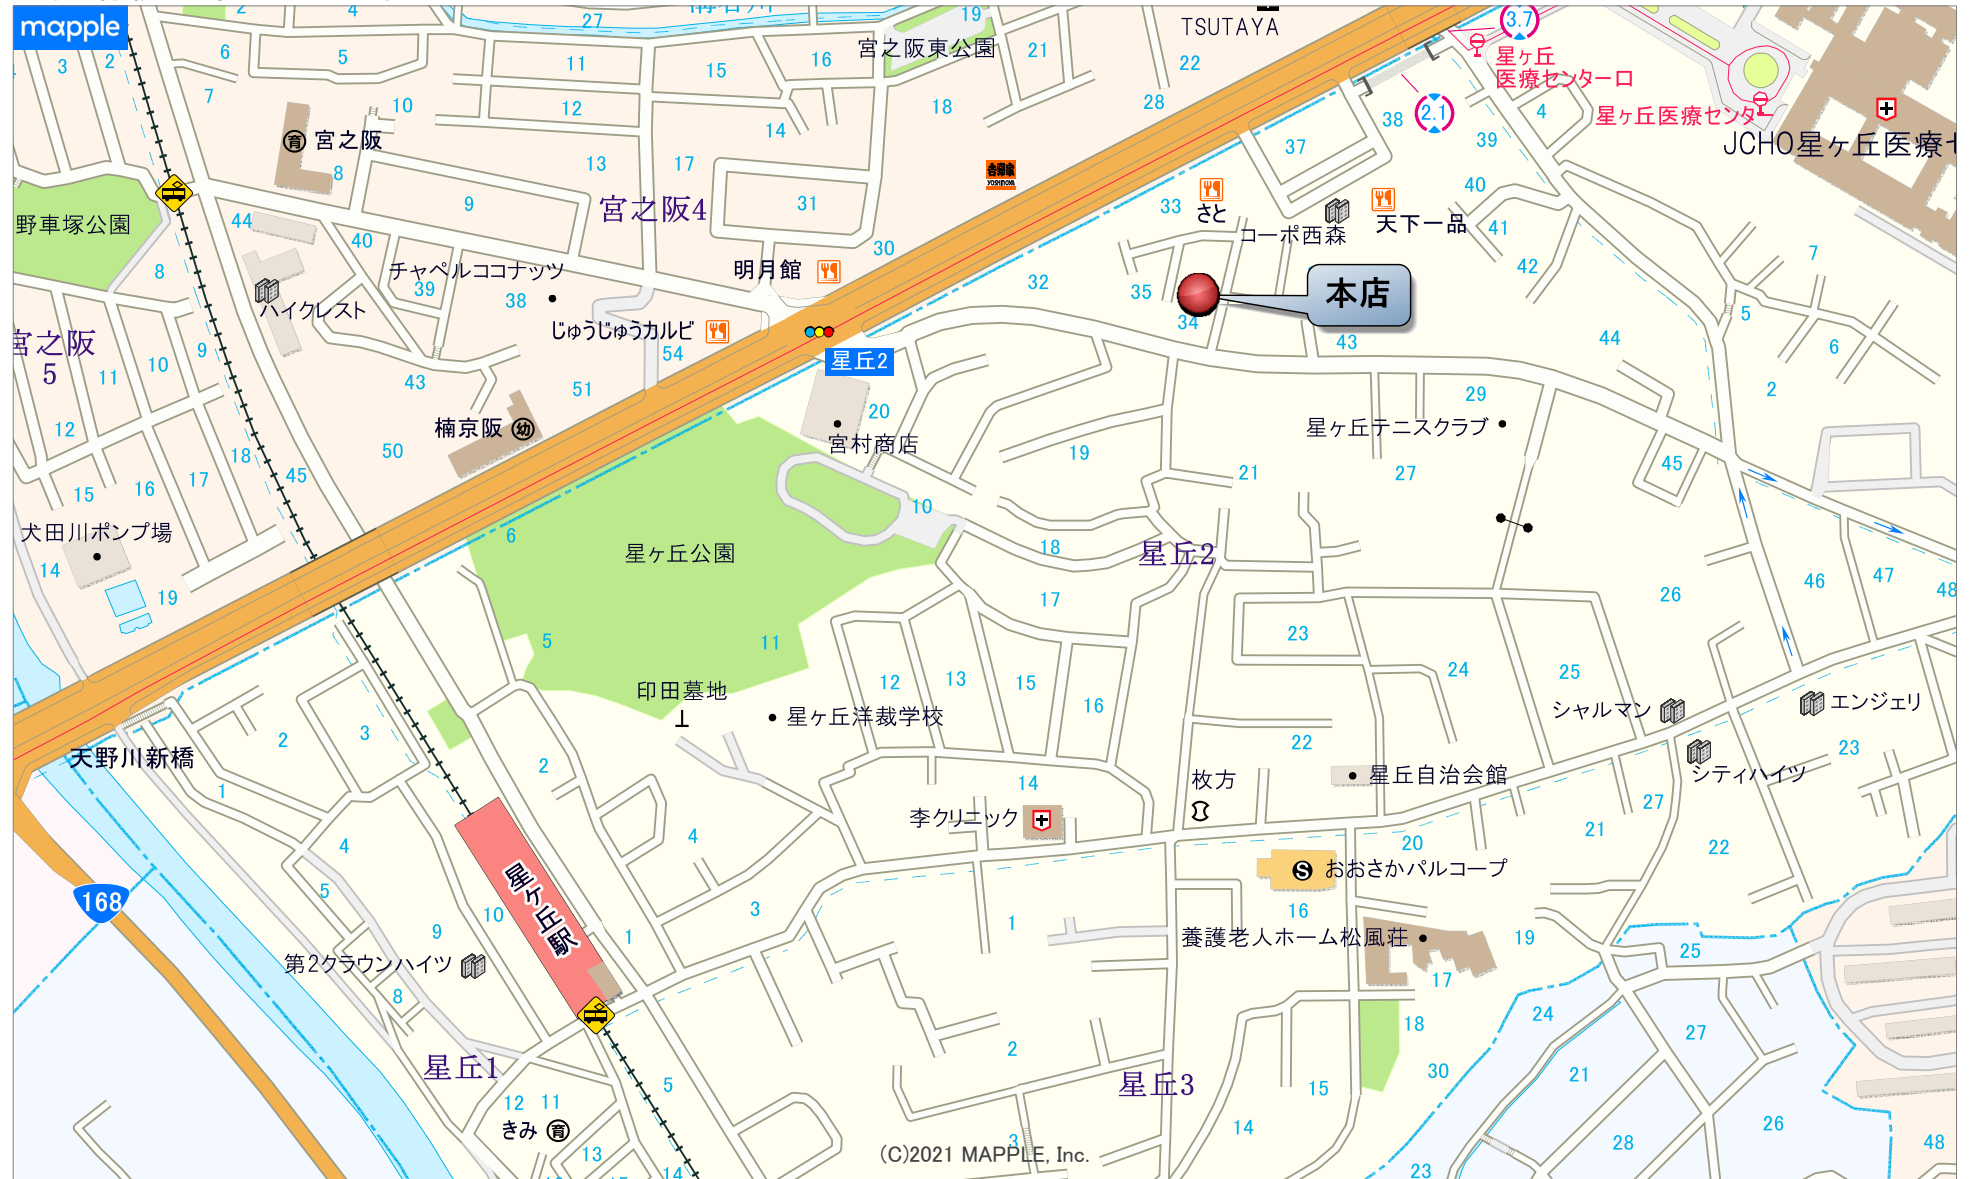 mapple
TSUTAYA
3.7
宮之阪東公園
星ヶ丘
医療センター口
2.1
星ヶ丘医療センタ
JCHO星ヶ丘医療セ
宮之阪
野車塚公園
宮之阪4
吉野家
YOSHINOYA
さと
コーポ西森
天下一品
明月館
チャペルココナッツ
ハイクレスト
本店
じゅうじゅうカルビ
宮之阪
5
星丘2
楠京阪
幼
宮村商店
星ヶ丘テニスクラブ
犬田川ポンプ場
星ヶ丘公園
星丘2
印田墓地
星ヶ丘洋裁学校
シャルマン
エンジェリ
天野川新橋
枚方
星丘自治会館
シティハイツ
李クリニック
おおさかパルコープ
168
星ヶ丘駅
養護老人ホーム松風荘
第2クラウンハイツ
星丘1
星丘3
きみ
育
(C)2021 MAPPLE, Inc.